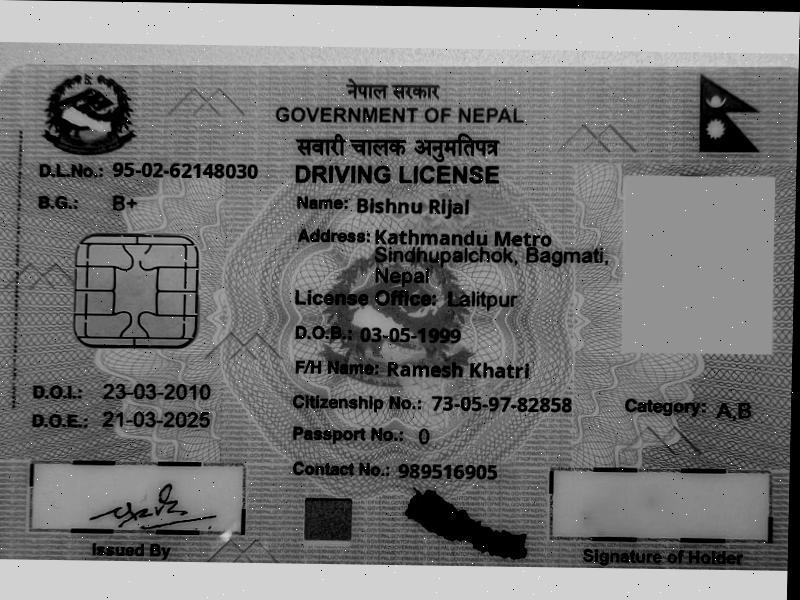 नेपाल सरकार
GOVERNMENT OF NEPAL
सवारी चालक अनुमतिपत्र
DRIVING LICENSE
D.L.No.: 95-02-62148030
B.G.: B+
Name: Bishnu Rijal
Address: Kathmandu Metro
Sindhupalchok, Bagmati,
Nepal
License Office: Lalitpur
D.O.B.: 03-05-1999
F/H Name: Ramesh Khatri
D.O.I.: 23-03-2010
D.O.E.: 21-03-2025
Citizenship No.: 73-05-97-82858
Category: A,B
Passport No.: 0
Contact No.: 989516905
Issued By
Signature of Holder